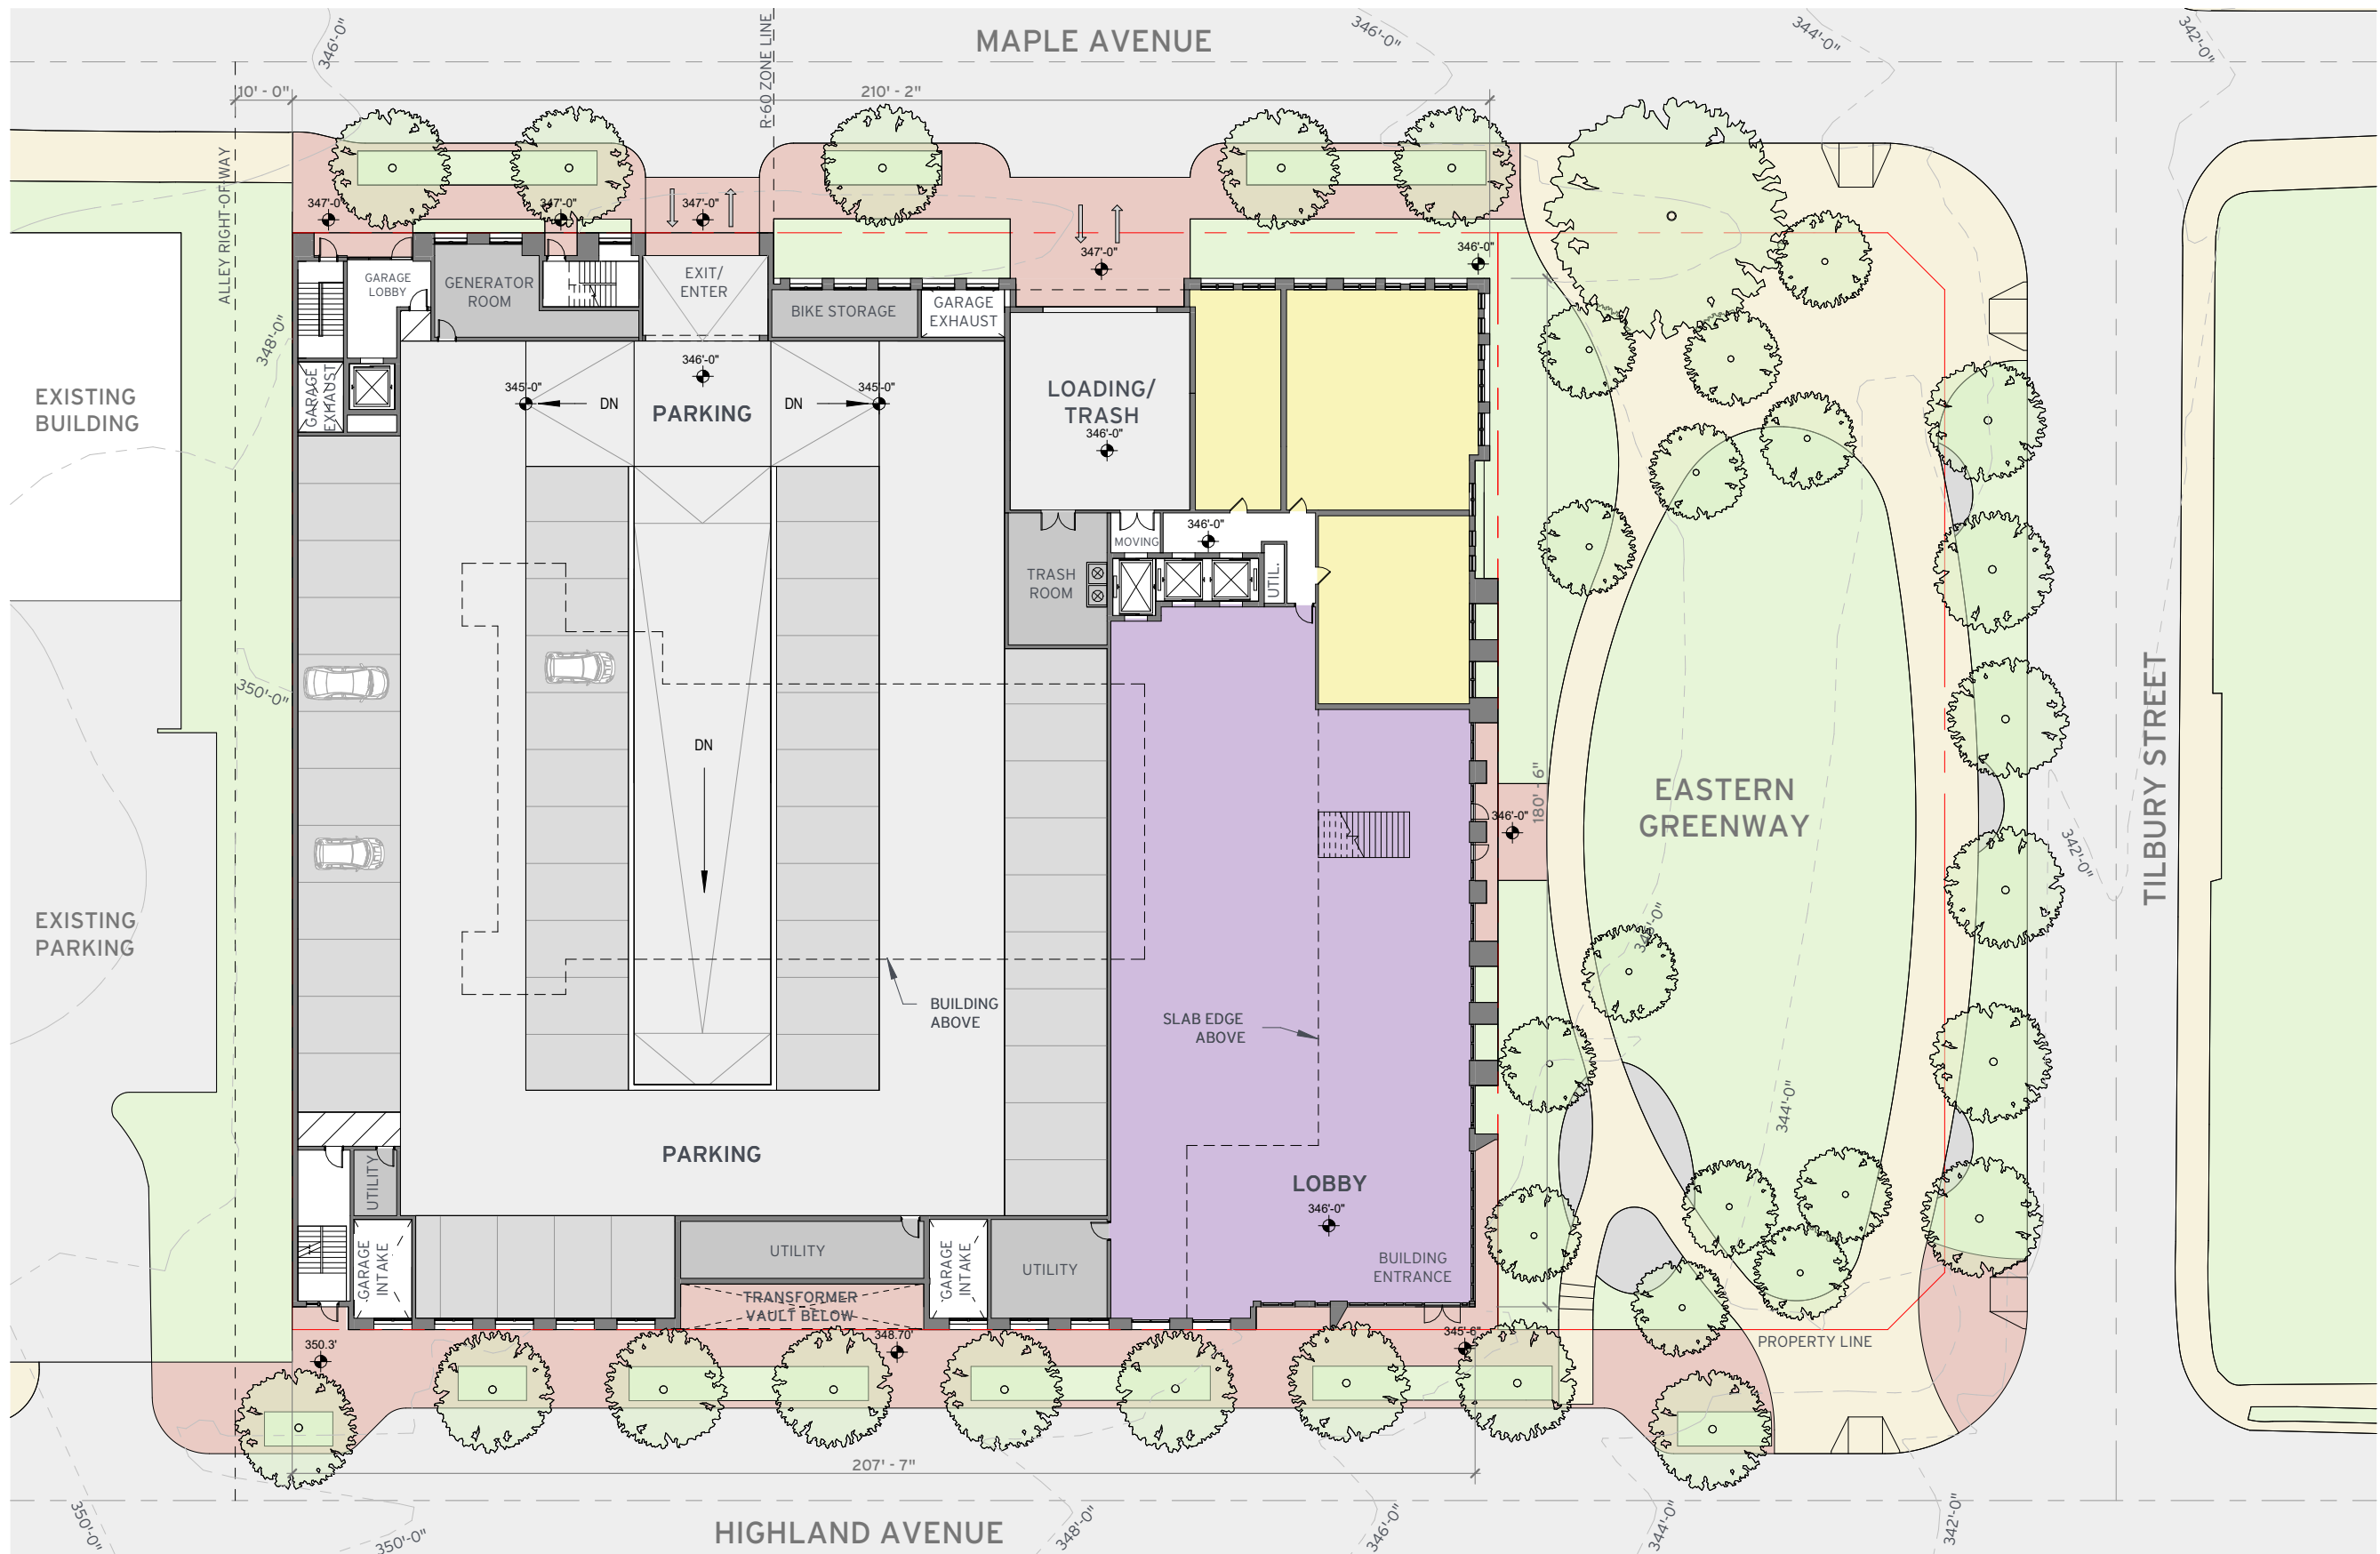 MAPLE AVENUE
346'-0"
346'-0"
344'-0"
342'-0"
R-60 ZONE LINE
10' - 0"
210' - 2"
ALLEY RIGHT-OF-WAY
347'-0"
347'-0"
347'-0"
347'-0"
346'-0"
GARAGE
LOBBY
GENERATOR
ROOM
EXIT/
ENTER
BIKE STORAGE
GARAGE
EXHAUST
348'-0"
GARAGE
EXHAUST
346'-0"
345'-0"
DN
PARKING
DN
345'-0"
LOADING/
TRASH
346'-0"
EXISTING
BUILDING
MOVING
346'-0"
TRASH
ROOM
UTIL.
350'-0"
DN
180' - 6"
346'-0"
EASTERN
GREENWAY
TILBURY STREET
342'-0"
EXISTING
PARKING
BUILDING
ABOVE
SLAB EDGE
ABOVE
344'-0"
PARKING
LOBBY
346'-0"
UTILITY
GARAGE
INTAKE
UTILITY
GARAGE
INTAKE
UTILITY
BUILDING
ENTRANCE
TRANSFORMER
VAULT BELOW
350.3'
348.70'
345'-6"
PROPERTY LINE
207' - 7"
350'-0"
350'-0"
HIGHLAND AVENUE
348'-0"
346'-0"
344'-0"
342'-0"